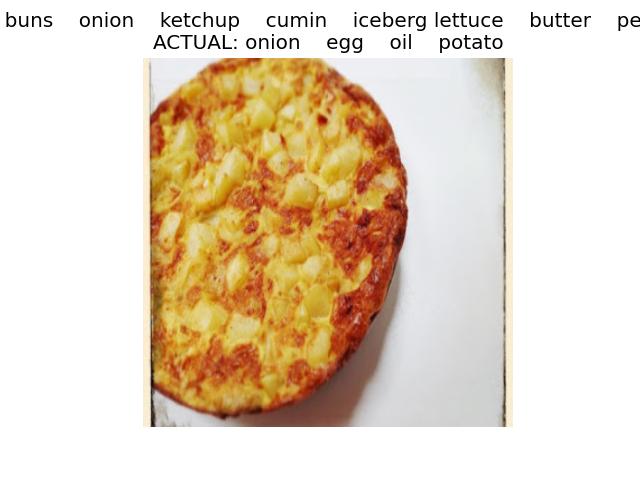 buns onion ketchup cumin iceberg lettuce butter
ACTUAL: onion egg oil potato